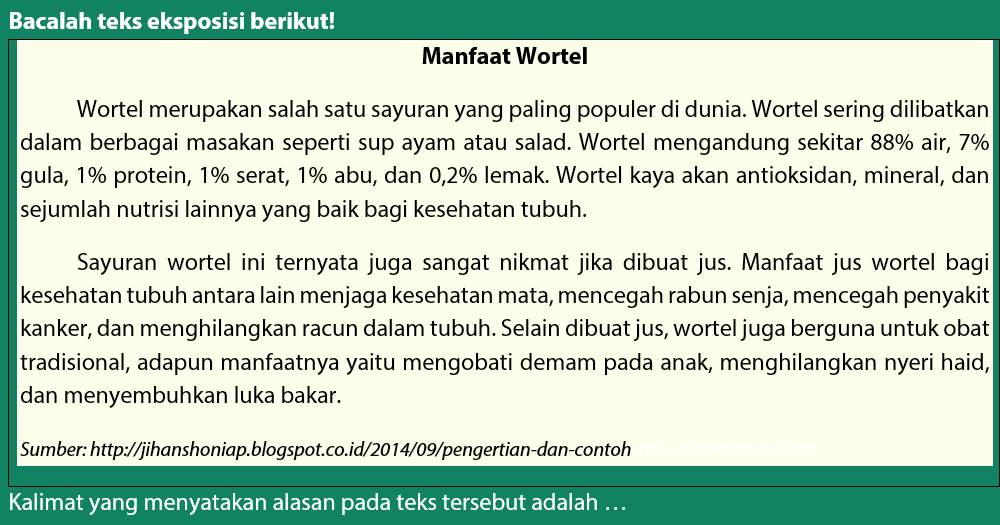 Bacalah teks eksposisi berikut!
Manfaat Wortel
Wortel merupakan salah satu sayuran yang paling populer di dunia. Wortel sering dilibatkan
dalam berbagai masakan seperti sup ayam atau salad. Wortel mengandung sekitar 88% air, 7%
gula, 1% protein, 1% serat, 1% abu, dan 0,2% lemak. Wortel kaya akan antioksidan, mineral, dan
sejumlah nutrisi lainnya yang baik bagi kesehatan tubuh.
Sayuran wortel ini ternyata juga sangat nikmat jika dibuat jus. Manfaat jus wortel bagi
kesehatan tubuh antara lain menjaga kesehatan mata, mencegah rabun senja, mencegah penyakit
kanker, dan menghilangkan racun dalam tubuh. Selain dibuat jus, wortel juga berguna untuk obat
tradisional, adapun manfaatnya yaitu mengobati demam pada anak, menghilangkan nyeri haid,
dan menyembuhkan luka bakar.
Sumber: http://jihanshoniap.blogspot.co.id/2014/09/pengertian-dan-contoh
Kalimat yang menyatakan alasan pada teks tersebut adalah …